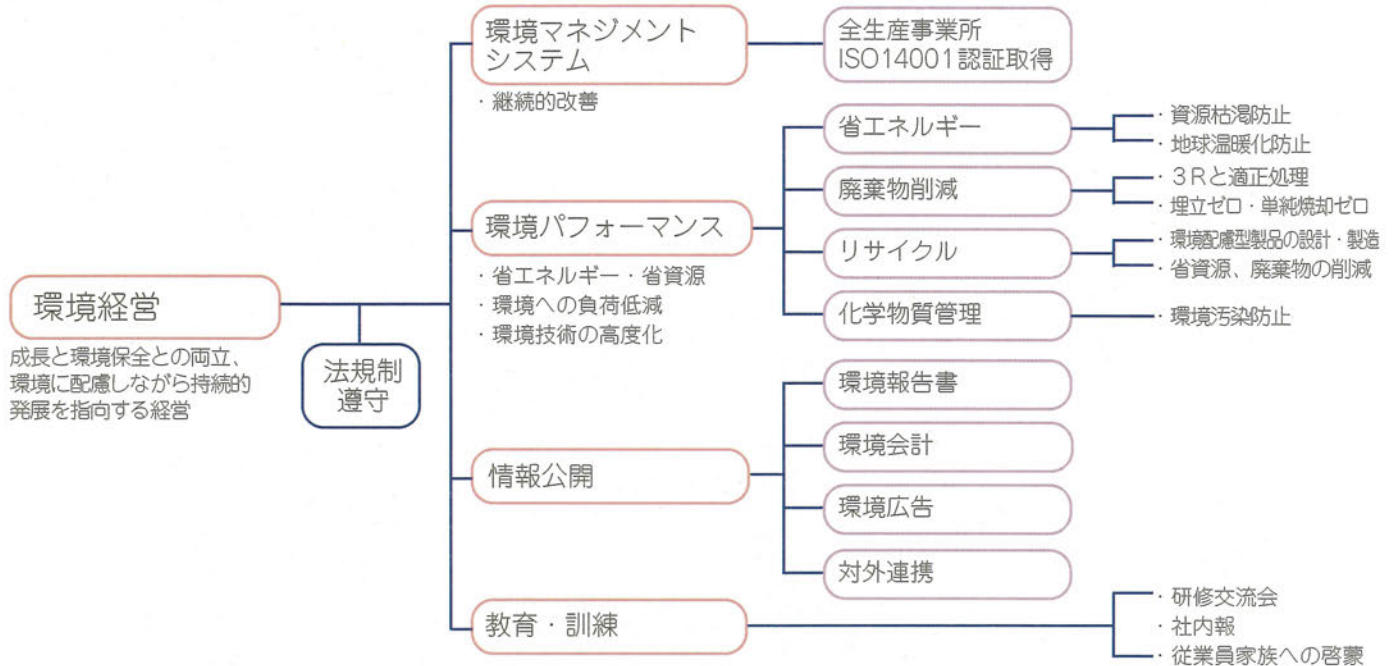 環境経営
成長と環境保全との両立、
環境に配慮しながら持続的
発展を指向する経営
法規制
遵守
環境マネジメント
システム
・継続的改善
全生産事業所
ISO14001認証取得
環境パフォーマンス
・省エネルギー・省資源
・環境への負荷低減
・環境技術の高度化
省エネルギー
・資源枯渇防止
・地球温暖化防止
廃棄物削減
・3Rと適正処理
・埋立ゼロ・単純焼却ゼロ
リサイクル
・環境配慮型製品の設計・製造
・省資源、廃棄物の削減
化学物質管理
・環境汚染防止
情報公開
環境報告書
環境会計
環境広告
対外連携
教育・訓練
・研修交流会
・社内報
・従業員家族への啓蒙